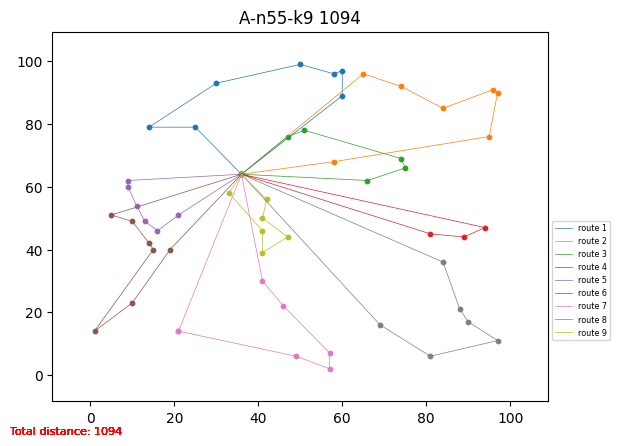 A-n55-k9 1094
100
80
60
40
20
0
0 20 40 60 80 100
route 1
route 2
route 3
route 4
route 5
route 6
route 7
route 8
route 9
Total distance: 1094